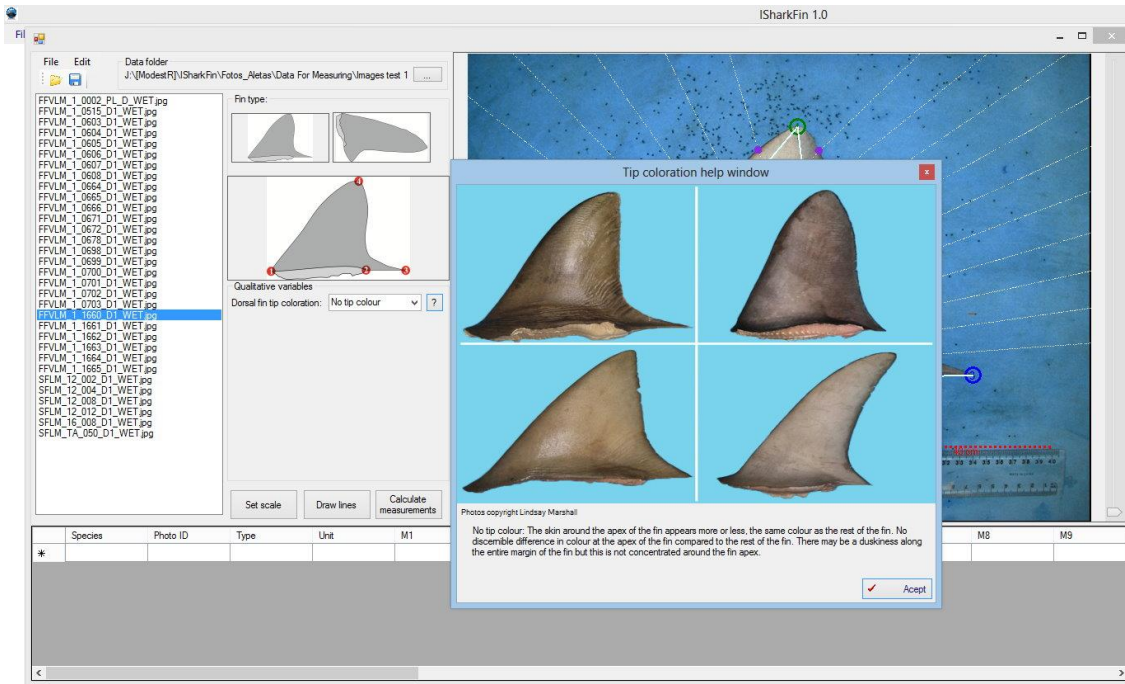 ISharkFin 1.0
Fil
File Edit Data folder
J:\[ModestR]\ISharkFin\Fotos_Aletas\Data For Measuring\Images test 1 ...
FFVLM_1_0002_PL_D_WET.jpg
FFVLM_1_0515_D1_WET.jpg
FFVLM_1_0603_D1_WET.jpg
FFVLM_1_0604_D1_WET.jpg
FFVLM_1_0605_D1_WET.jpg
FFVLM_1_0606_D1_WET.jpg
FFVLM_1_0607_D1_WET.jpg
FFVLM_1_0608_D1_WET.jpg
FFVLM_1_0664_D1_WET.jpg
FFVLM_1_0665_D1_WET.jpg
FFVLM_1_0666_D1_WET.jpg
FFVLM_1_0671_D1_WET.jpg
FFVLM_1_0672_D1_WET.jpg
FFVLM_1_0678_D1_WET.jpg
FFVLM_1_0698_D1_WET.jpg
FFVLM_1_0699_D1_WET.jpg
FFVLM_1_0700_D1_WET.jpg
FFVLM_1_0701_D1_WET.jpg
FFVLM_1_0702_D1_WET.jpg
FFVLM_1_0703_D1_WET.jpg
FFVLM_1_1660_D1_WET.jpg
FFVLM_1_1661_D1_WET.jpg
FFVLM_1_1662_D1_WET.jpg
FFVLM_1_1663_D1_WET.jpg
FFVLM_1_1664_D1_WET.jpg
FFVLM_1_1665_D1_WET.jpg
SFLM_12_002_D1_WET.jpg
SFLM_12_004_D1_WET.jpg
SFLM_12_008_D1_WET.jpg
SFLM_12_012_D1_WET.jpg
SFLM_16_008_D1_WET.jpg
SFLM_TA_050_D1_WET.jpg
Fin type:
4
1 2 3
Qualitative variables
Dorsal fin tip coloration: No tip colour ?
Set scale Draw lines Calculate measurements
Tip coloration help window
x
Photos copyright Lindsay Marshall
No tip colour: The skin around the apex of the fin appears more or less, the same colour as the rest of the fin. No
discernible difference in colour at the apex of the fin compared to the rest of the fin. There may be a duskiness along
the entire margin of the fin but this is not concentrated around the fin apex.
Acept
Species Photo ID Type Unit M1 M8 M9